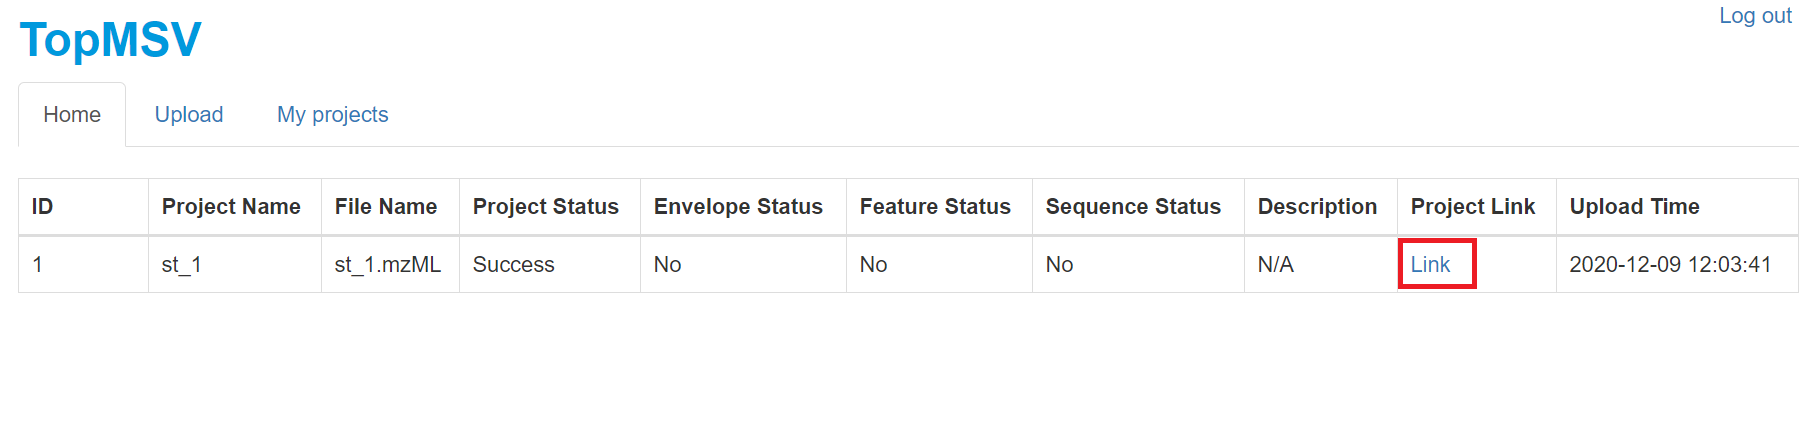 Log out
TopMSV
Home Upload My projects
ID Project Name File Name Project Status Envelope Status Feature Status Sequence Status Description Project Link Upload Time
1 st_1 st_1.mzML Success No No No N/A Link 2020-12-09 12:03:41